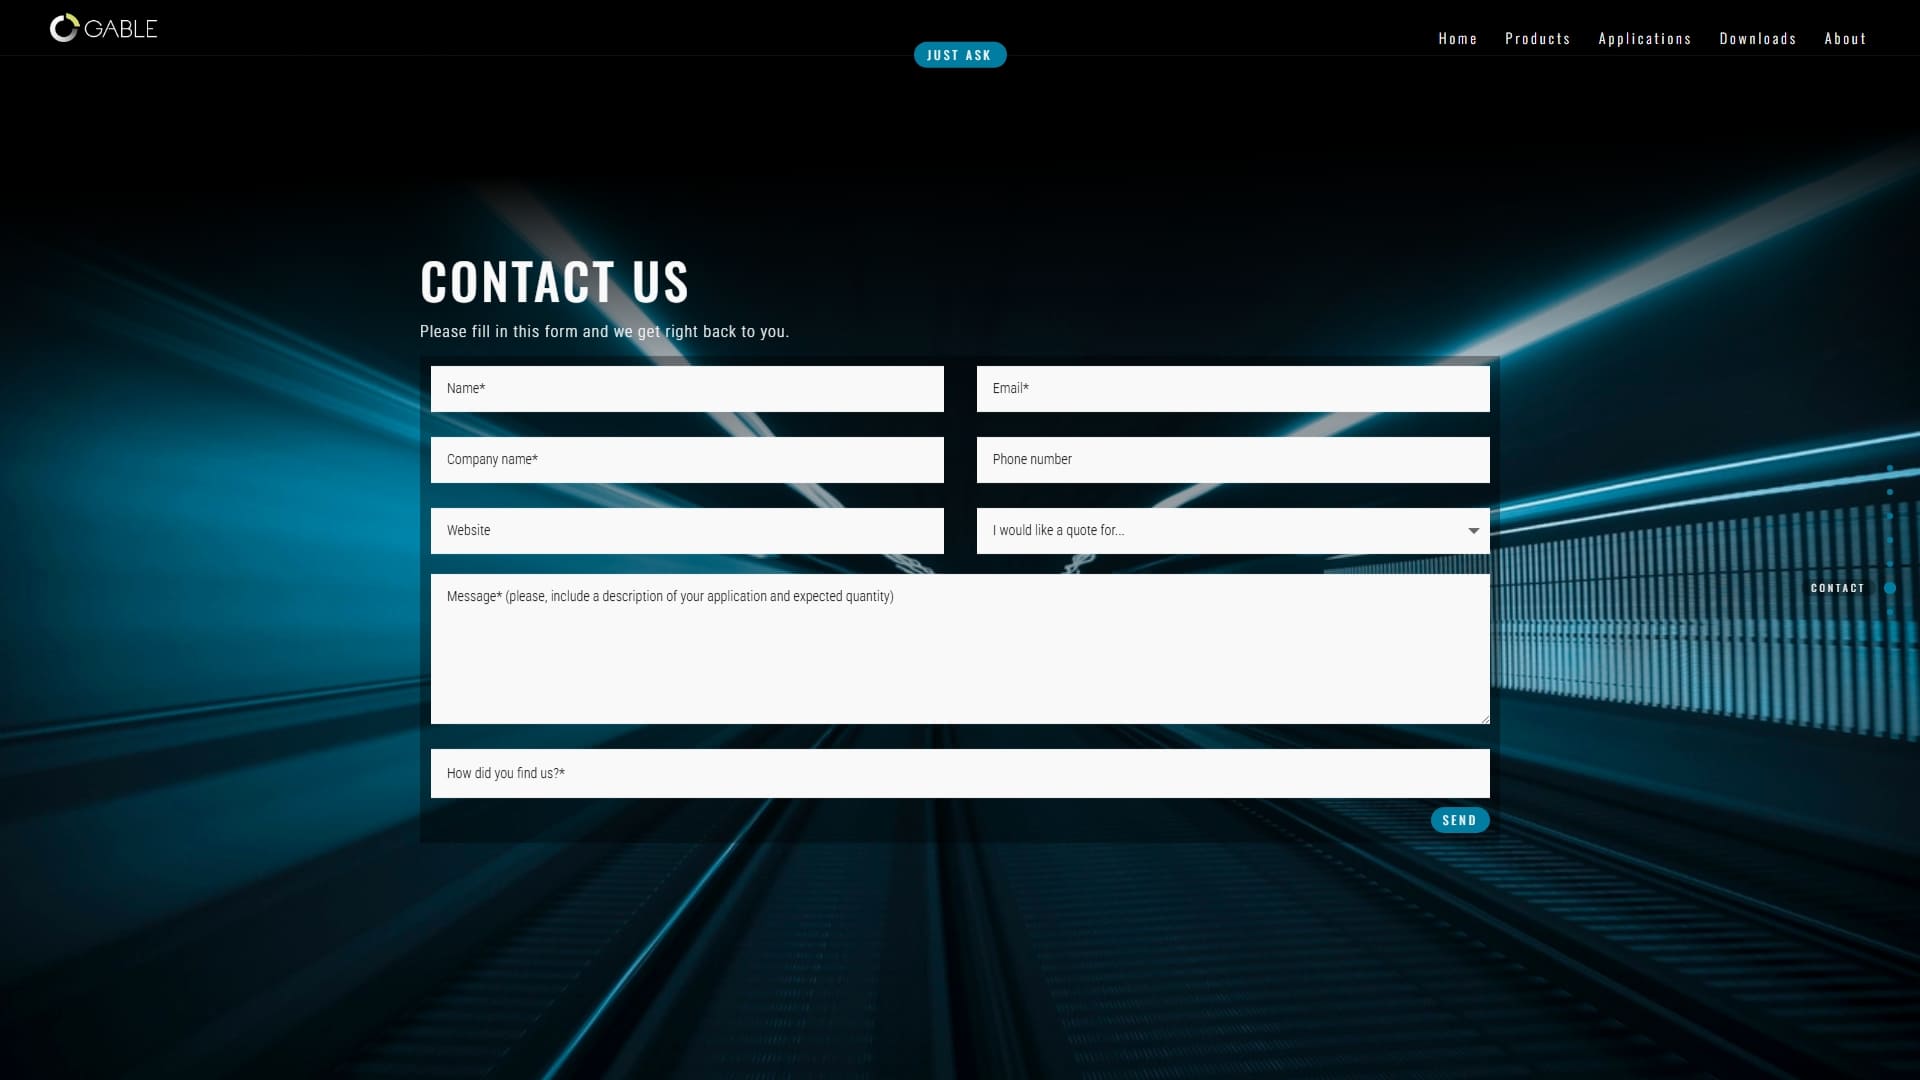 GABLE
JUST ASK
Home Products Applications Downloads About
CONTACT US
Please fill in this form and we get right back to you.
Name* Email*
Company name* Phone number
Website I would like a quote for...
CONTACT
Message* (please, include a description of your application and expected quantity)
How did you find us?*
SEND